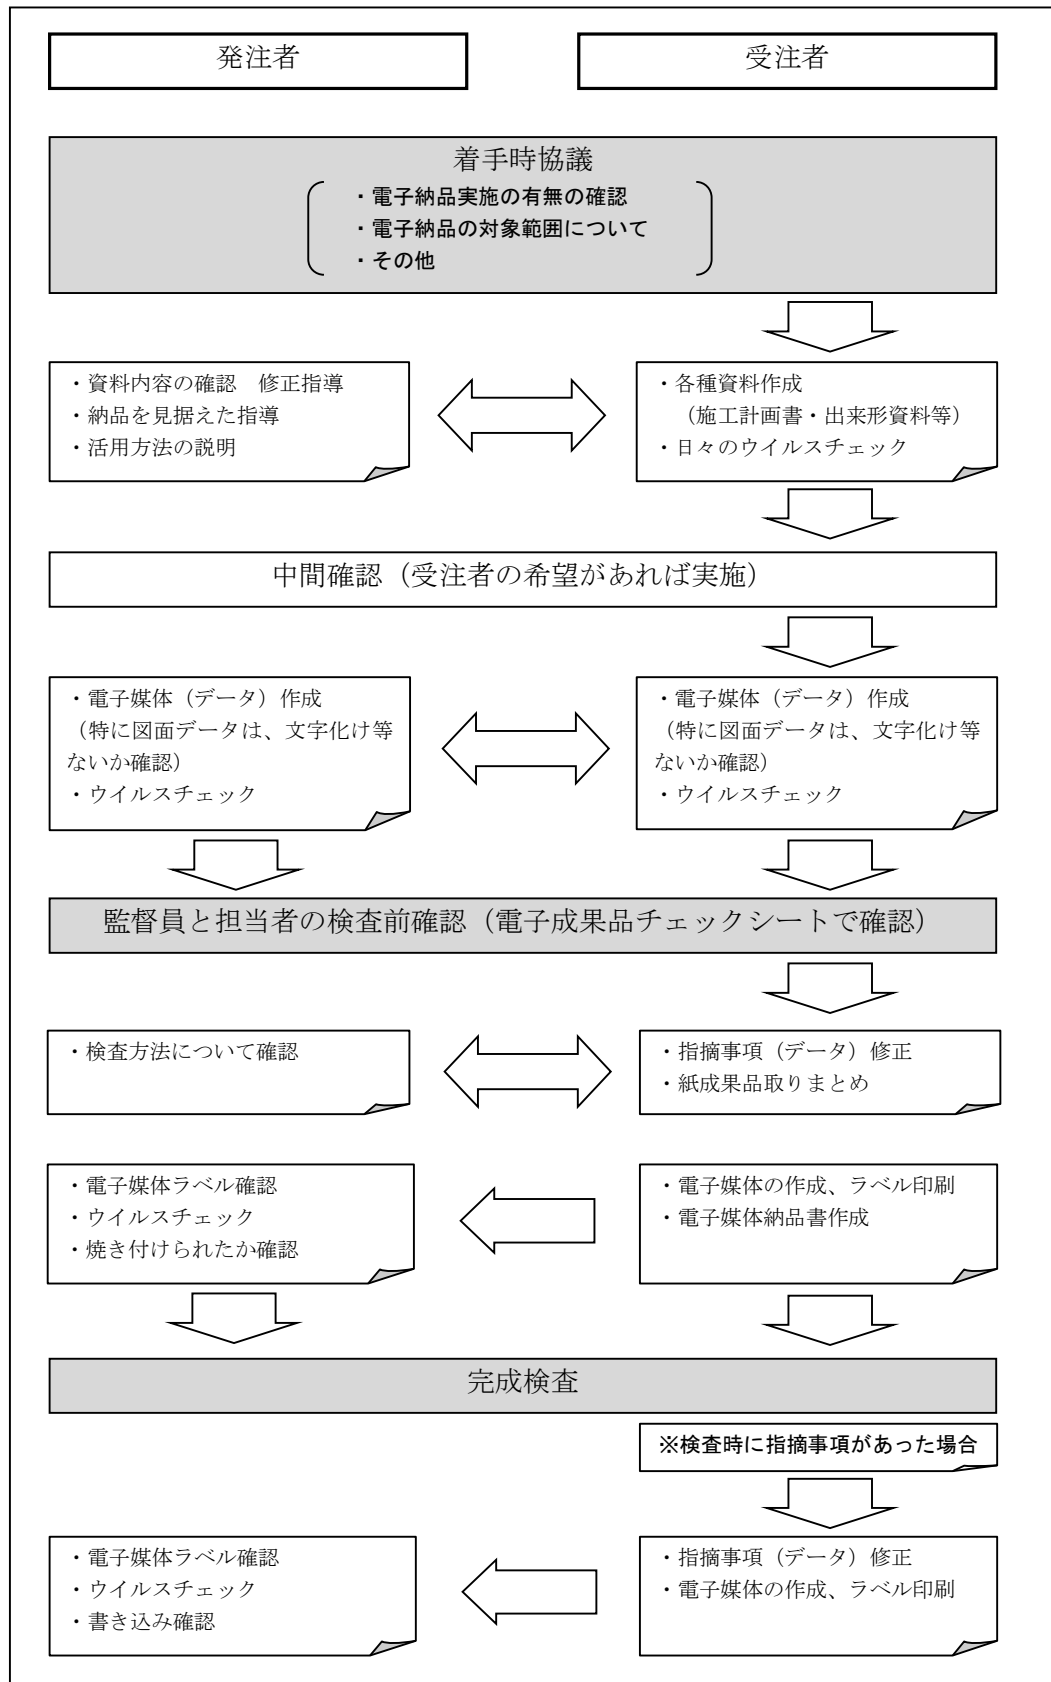 発注者
受注者
着手時協議
・電子納品実施の有無の確認
・電子納品の対象範囲について
・その他
・資料内容の確認　修正指導
・納品を見据えた指導
・活用方法の説明
・各種資料作成
（施工計画書・出来形資料等）
・日々のウイルスチェック
中間確認（受注者の希望があれば実施）
・電子媒体（データ）作成
（特に図面データは、文字化け等
ないか確認）
・ウイルスチェック
・電子媒体（データ）作成
（特に図面データは、文字化け等
ないか確認）
・ウイルスチェック
監督員と担当者の検査前確認（電子成果品チェックシートで確認）
・検査方法について確認
・指摘事項（データ）修正
・紙成果品取りまとめ
・電子媒体ラベル確認
・ウイルスチェック
・焼き付けられたか確認
・電子媒体の作成、ラベル印刷
・電子媒体納品書作成
完成検査
※検査時に指摘事項があった場合
・電子媒体ラベル確認
・ウイルスチェック
・書き込み確認
・指摘事項（データ）修正
・電子媒体の作成、ラベル印刷